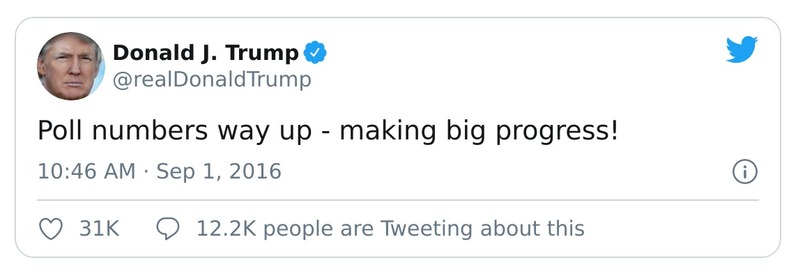 Donald J. Trump
@realDonaldTrump
Poll numbers way up - making big progress!
10:46 AM · Sep 1, 2016
31K 12.2K people are Tweeting about this